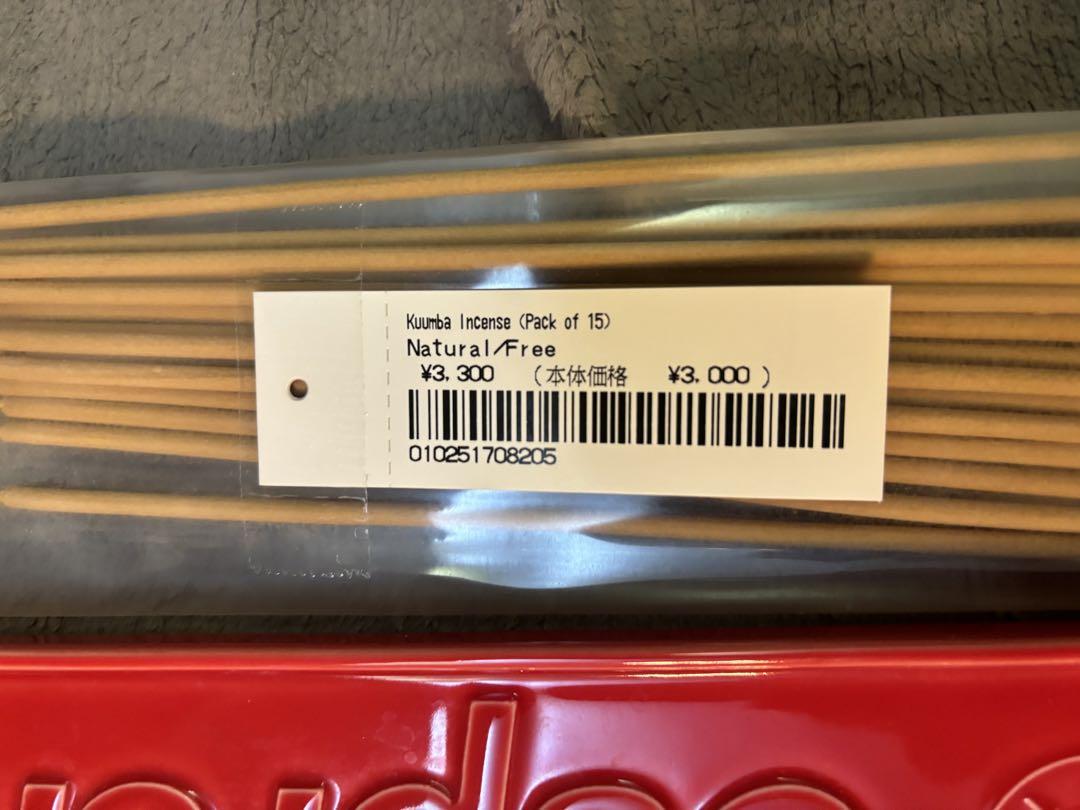 Kuumba Incense (Pack of 15)
Natural/Free
¥3,300 (本体価格 ¥3,000 )
010251708205